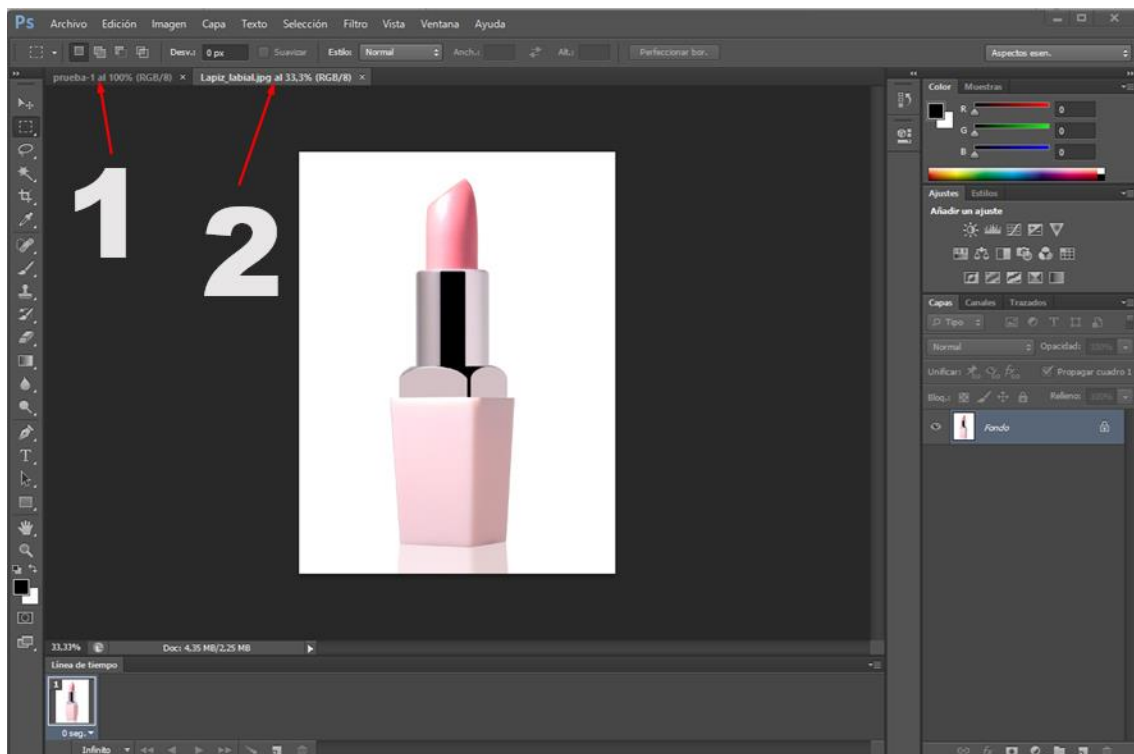 Ps Archivo Edición Imagen Capa Texto Selección Filtro Vista Ventana Ayuda
Desv.: 0 px Suavizar Estilo: Normal Anch.: Alt.: Perfeccionar bor. Aspectos esen.
prueba-1 al 100% (RGB/8) × Lapiz_labial.jpg al 33,3% (RGB/8) ×
1
2
Color Muestras
R 0
G 0
B 0
Ajustes Estilos
Añadir un ajuste
Capas Canales Trazados
Tipo
Normal Opacidad: 100%
Unificar: Propagar cuadro 1
Bloq.: Relleno: 100%
Fondo
33,33% Doc: 4,35 MB/2,25 MB
Línea de tiempo
1
0 seg.
Infinito